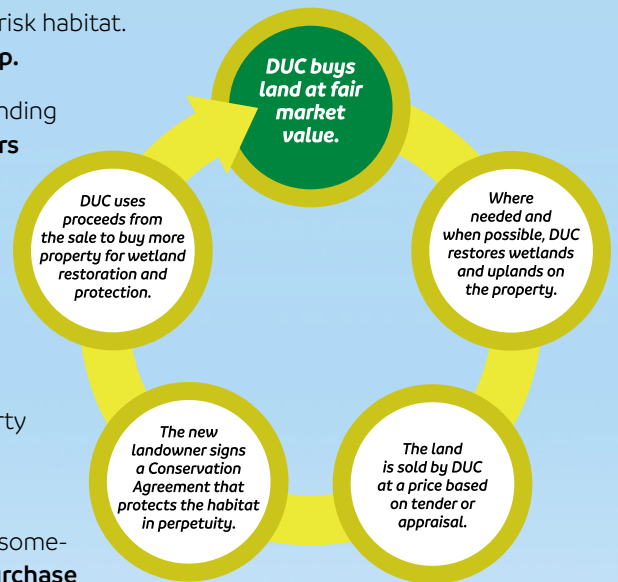 risk habitat.
p.
nding
rs
rty
some-
urchase
DUC buys
land at fair
market
value.
Where
needed and
when possible, DUC
restores wetlands
and uplands on
the property.
The land
is sold by DUC
at a price based
on tender or
appraisal.
The new
landowner signs
a Conservation
Agreement that
protects the habitat
in perpetuity.
DUC uses
proceeds from
the sale to buy more
property for wetland
restoration and
protection.